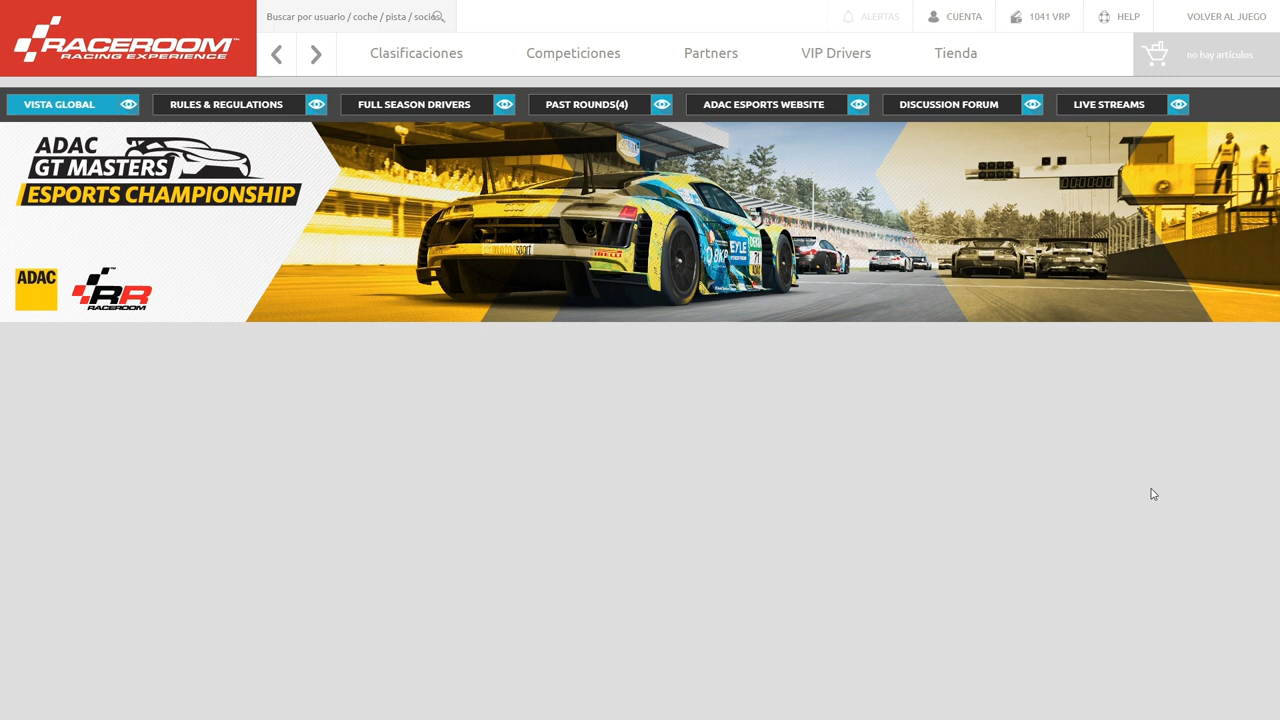 RACEROOM
RACING EXPERIENCE
Buscar por usuario / coche / pista / socie
ALERTAS
CUENTA
1041 VRP
HELP
VOLVER AL JUEGO
Clasificaciones
Competiciones
Partners
VIP Drivers
Tienda
no hay artículos
VISTA GLOBAL
RULES & REGULATIONS
FULL SEASON DRIVERS
PAST ROUNDS(4)
ADAC ESPORTS WEBSITE
DISCUSSION FORUM
LIVE STREAMS
ADAC
GT MASTERS
ESPORTS CHAMPIONSHIP
ADAC
RR
RACEROOM
PIRELLI
71